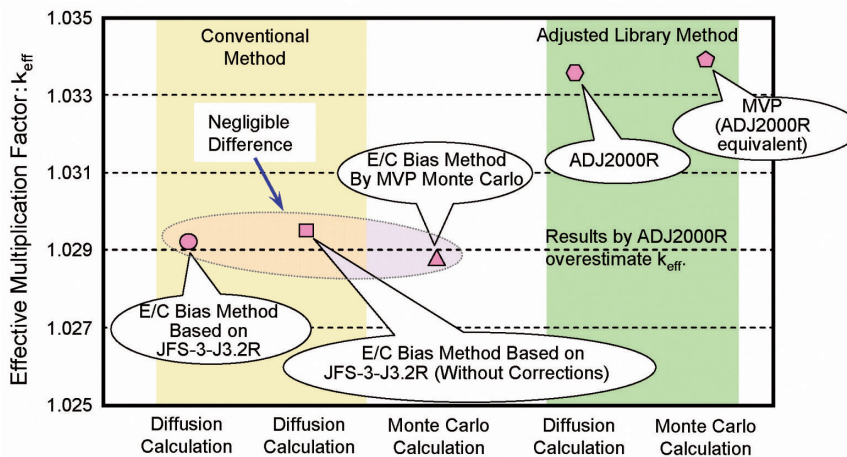 Effective Multiplication Factor: keff
1.035
1.033
1.031
1.029
1.027
1.025
Conventional
Method
Adjusted Library Method
Negligible
Difference
E/C Bias Method
By MVP Monte Carlo
ADJ2000R
MVP
(ADJ2000R
equivalent)
Results by ADJ2000R
overestimate keff.
E/C Bias Method
Based on
JFS-3-J3.2R
E/C Bias Method Based on
JFS-3-J3.2R (Without Corrections)
Diffusion
Calculation
Diffusion
Calculation
Monte Carlo
Calculation
Diffusion
Calculation
Monte Carlo
Calculation